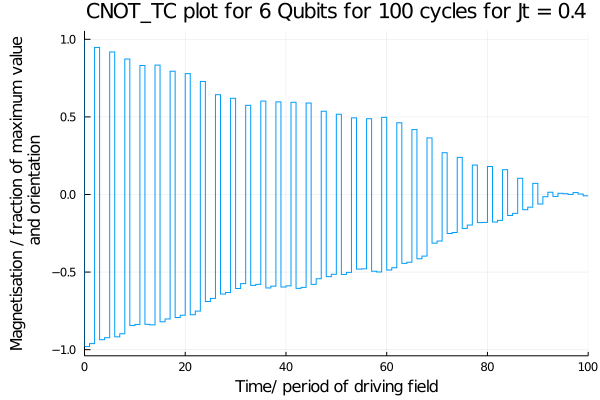 CNOT_TC plot for 6 Qubits for 100 cycles for Jt = 0.4
Magnetisation / fraction of maximum value
and orientation
1.0
0.5
0.0
−0.5
−1.0
0 20 40 60 80 100
Time/ period of driving field